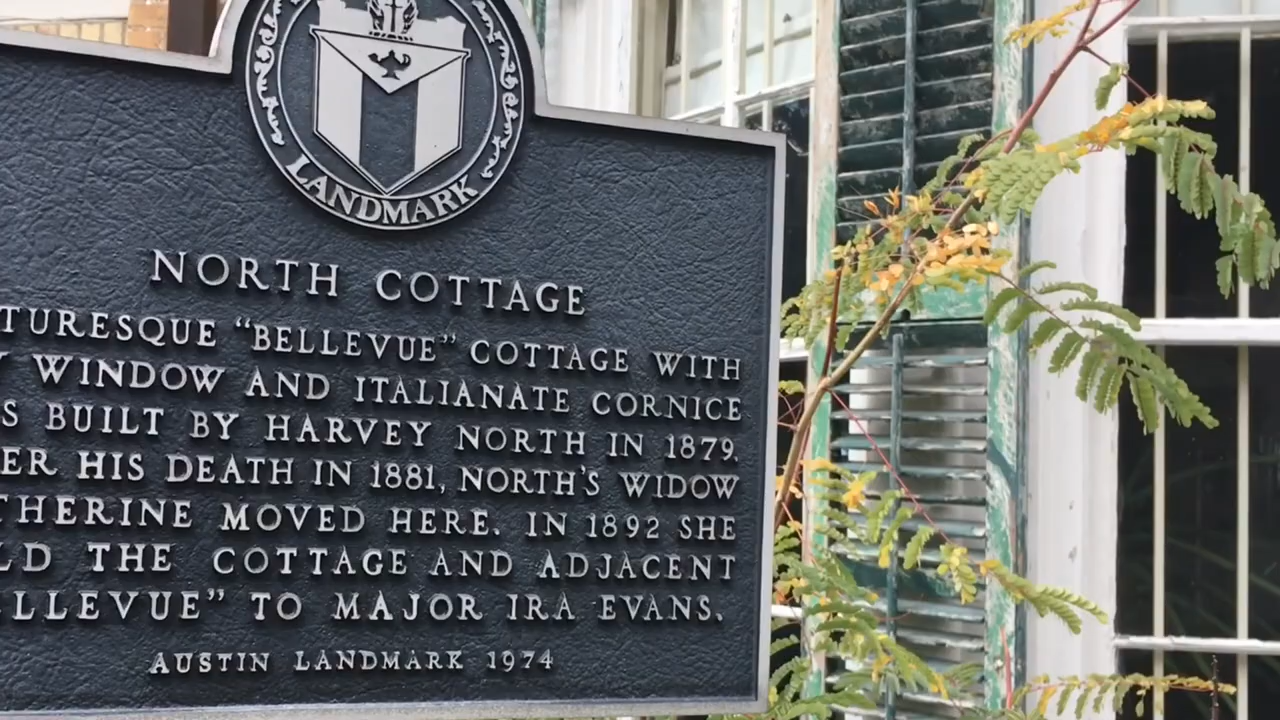 LANDMARK
NORTH COTTAGE
TURESQUE "BELLEVUE" COTTAGE WITH
Y WINDOW AND ITALIANATE CORNICE
S BUILT BY HARVEY NORTH IN 1879.
ER HIS DEATH IN 1881, NORTH'S WIDOW
THERINE MOVED HERE. IN 1892 SHE
LD THE COTTAGE AND ADJACENT
ELLEVUE" TO MAJOR IRA EVANS.
AUSTIN LANDMARK 1974